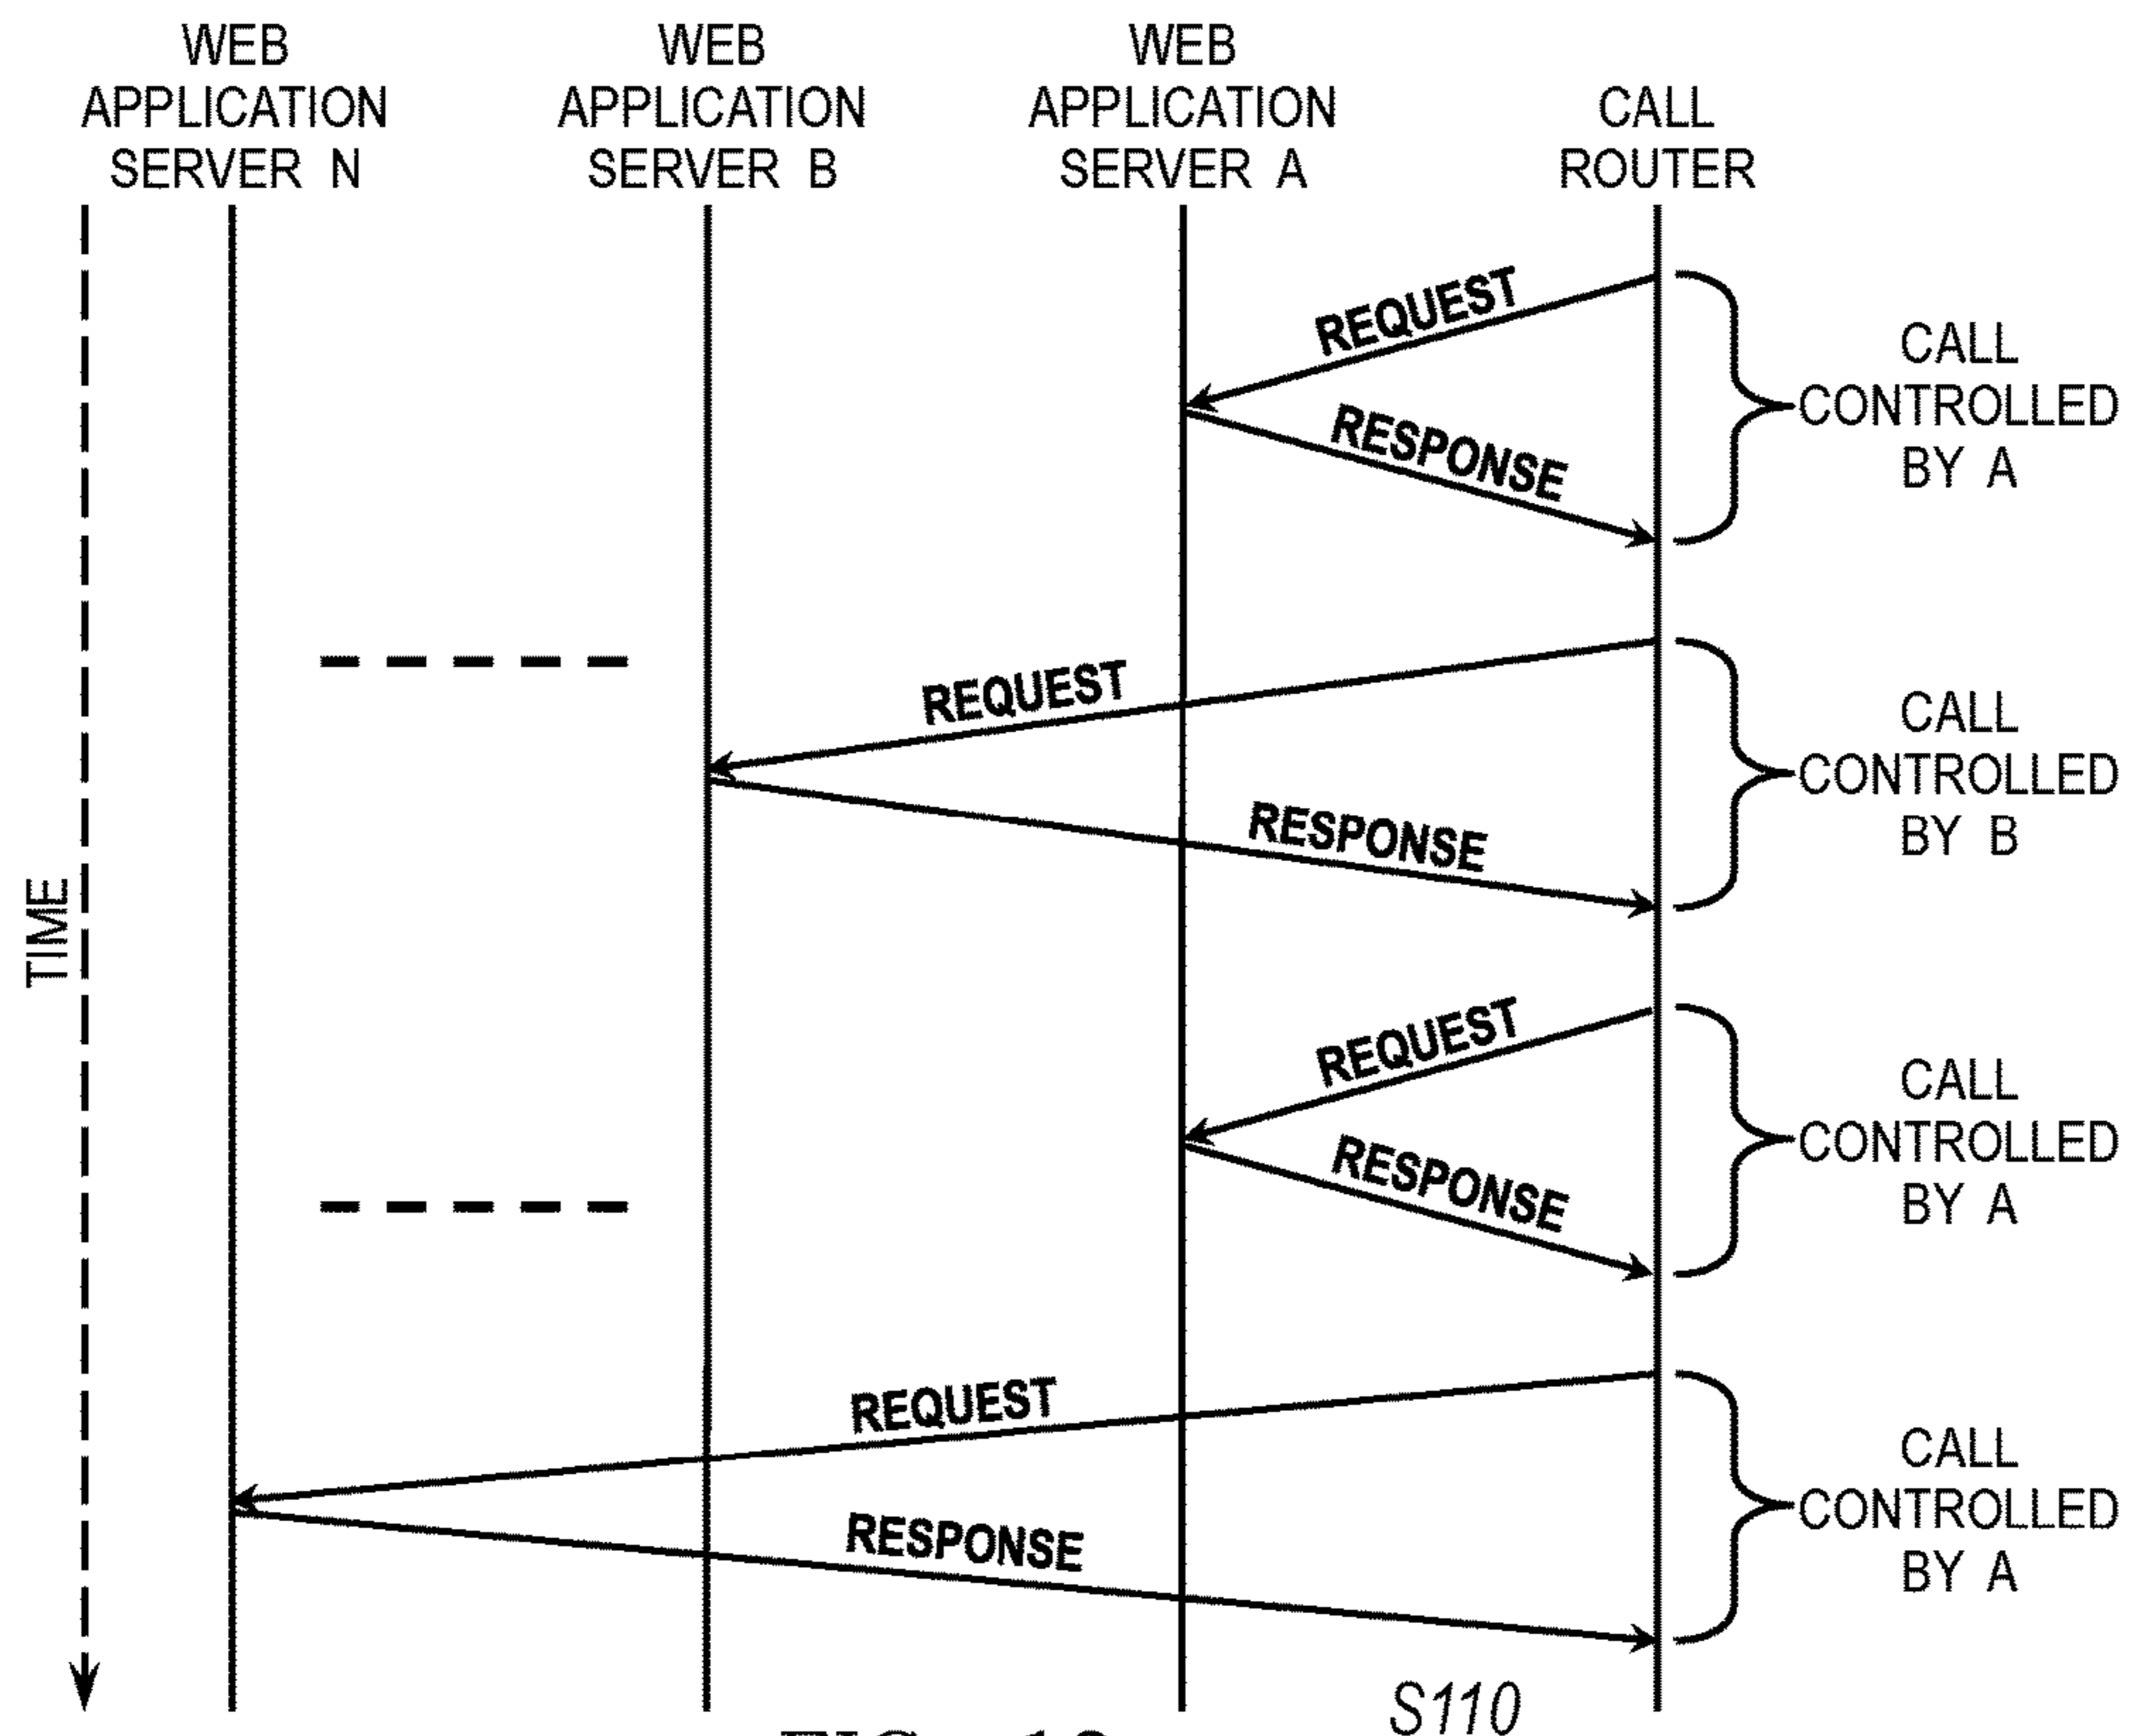 WEB
APPLICATION
SERVER N
WEB
APPLICATION
SERVER B
WEB
APPLICATION
SERVER A
CALL
ROUTER
REQUEST
RESPONSE
CALL
CONTROLLED
BY A
REQUEST
RESPONSE
CALL
CONTROLLED
BY B
TIME
REQUEST
RESPONSE
CALL
CONTROLLED
BY A
REQUEST
RESPONSE
CALL
CONTROLLED
BY A
S110